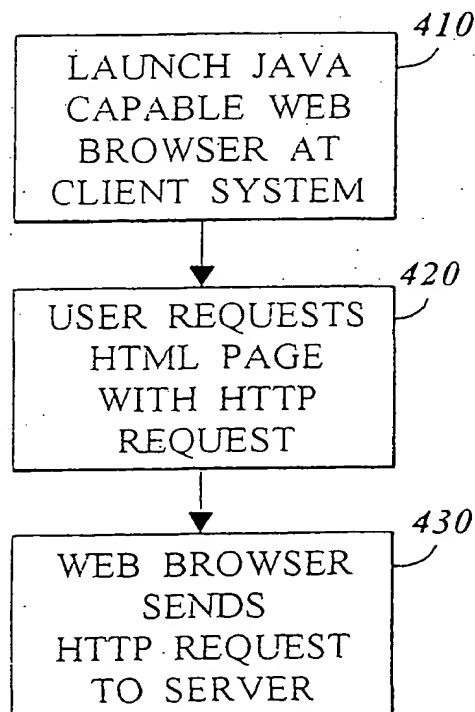 410
LAUNCH JAVA
CAPABLE WEB
BROWSER AT
CLIENT SYSTEM
420
USER REQUESTS
HTML PAGE
WITH HTTP
REQUEST
430
WEB BROWSER
SENDS
HTTP REQUEST
TO SERVER